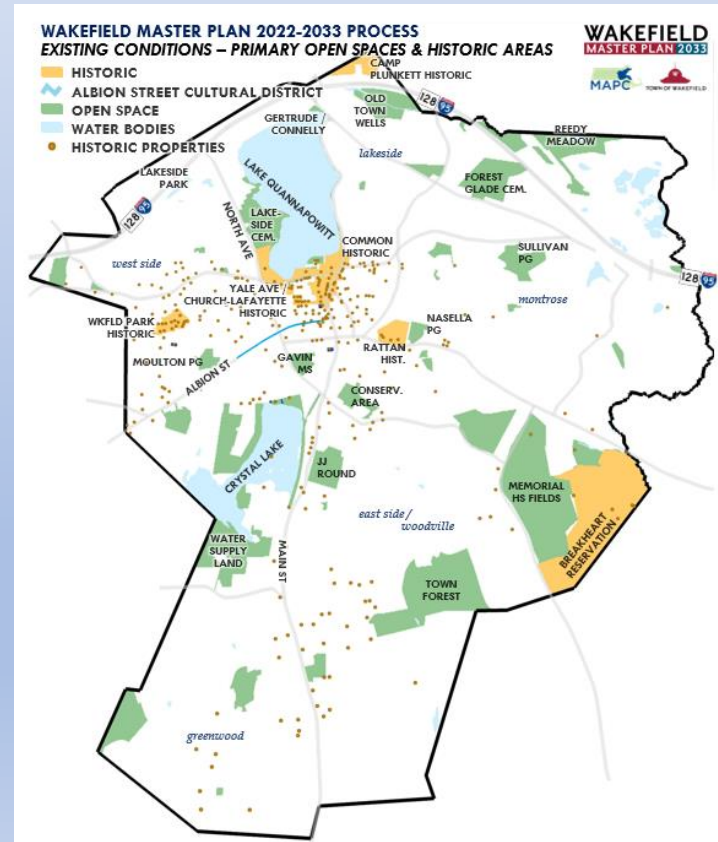 WAKEFIELD MASTER PLAN 2022-2033 PROCESS
EXISTING CONDITIONS – PRIMARY OPEN SPACES & HISTORIC AREAS
WAKEFIELD
MASTER PLAN 2033
MAPC
TOWN OF WAKEFIELD
HISTORIC
ALBION STREET CULTURAL DISTRICT
OPEN SPACE
WATER BODIES
HISTORIC PROPERTIES
CAMP
PLUNKETT HISTORIC
OLD
TOWN
WELLS
128 95
GERTRUDE /
CONNELLY
lakeside
REEDY
MEADOW
LAKESIDE
PARK
LAKE QUANNAPOWITT
FOREST
GLADE CEM.
128 95
NORTH AVE
LAKE-
SIDE
CEM.
COMMON
HISTORIC
SULLIVAN
PG
west side
128 95
YALE AVE /
CHURCH-LAFAYETTE
HISTORIC
montrose
WKFLD PARK
HISTORIC
NASELLA
PG
RATTAN
HIST.
MOULTON PG
ALBION ST
GAVIN
MS
CONSERV.
AREA
CRYSTAL LAKE
JJ
ROUND
MEMORIAL
HS FIELDS
BREAKHEART
RESERVATION
east side /
woodville
WATER
SUPPLY
LAND
MAIN ST
TOWN
FOREST
greenwood